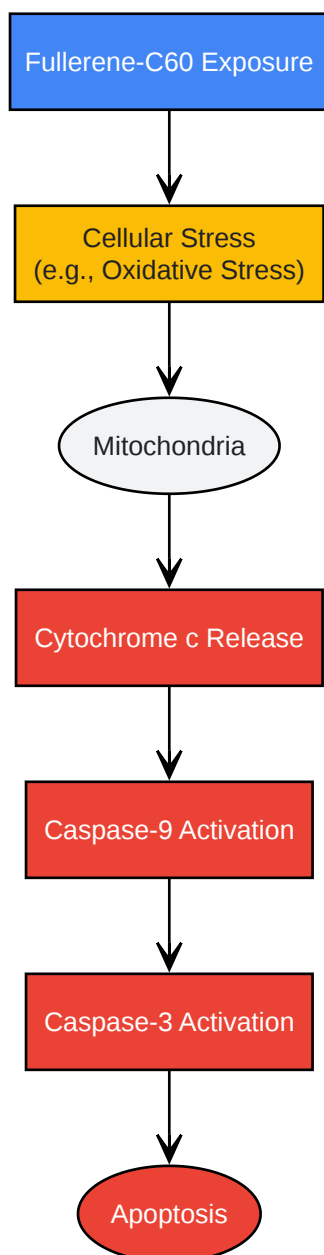 Fullerene-C60 Exposure
Cellular Stress
(e.g., Oxidative Stress)
Mitochondria
Cytochrome c Release
Caspase-9 Activation
Caspase-3 Activation
Apoptosis